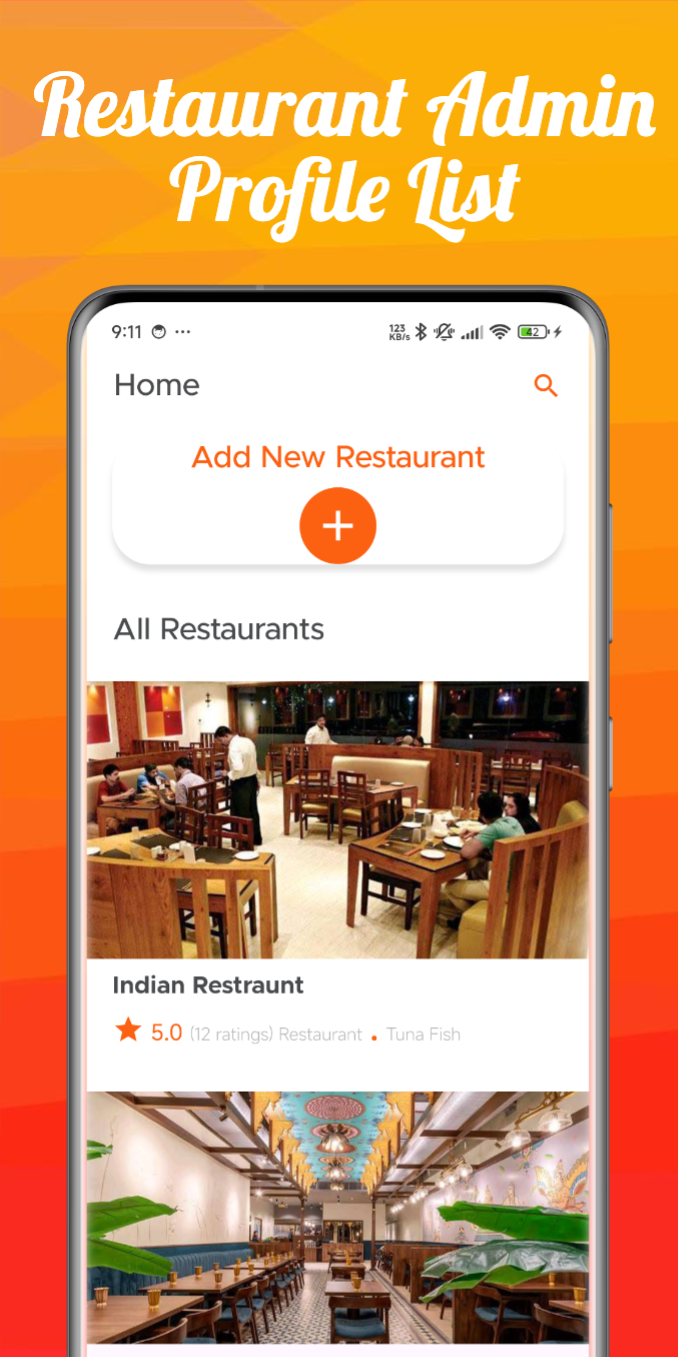 Restaurant Admin
Profile List
9:11 ...
123
KB/s
42
Home
Add New Restaurant
+
All Restaurants
Indian Restraunt
5.0 (12 ratings) Restaurant . Tuna Fish